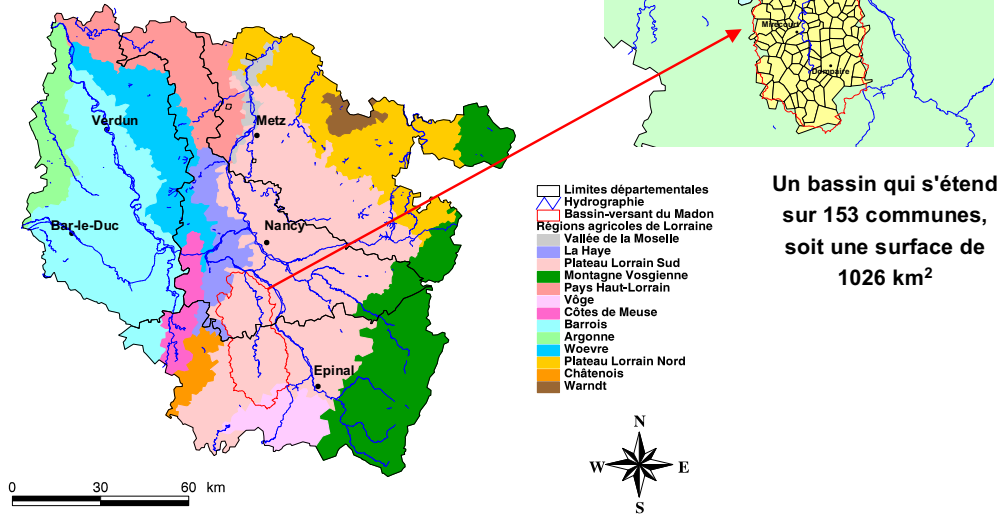 Mirecourt
Dompaire
Verdun
Metz
Bar-le-Duc
Nancy
Epinal
Limites départementales
Hydrographie
Bassin-versant du Madon
Règions agricoles de Lorraine
Vallée de la Moselle
La Haye
Plateau Lorrain Sud
Montagne Vosgienne
Pays Haut-Lorrain
Vôge
Côtes de Meuse
Barrois
Argonne
Woevre
Plateau Lorrain Nord
Châtenois
Warndt
Un bassin qui s'étend
sur 153 communes,
soit une surface de
1026 km²
N
W E
S
0 30 60 km